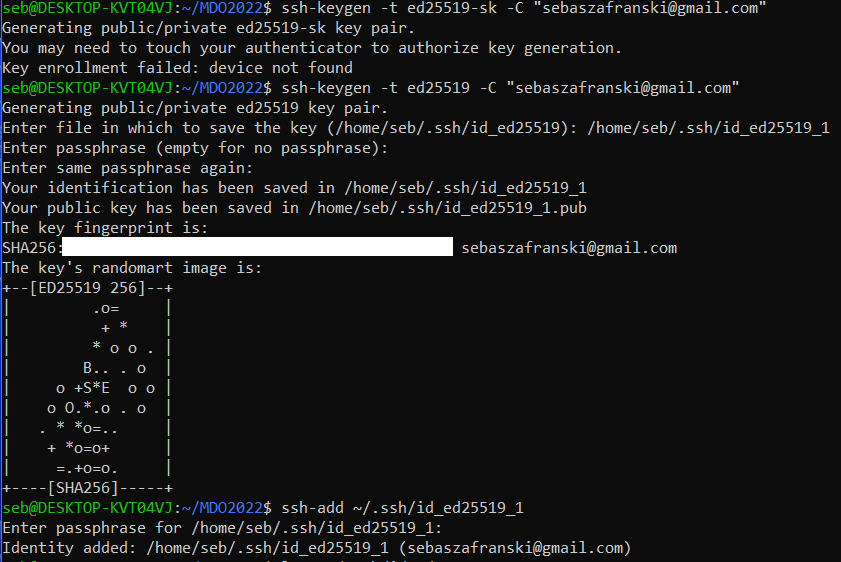 seb@DESKTOP-KVT04VJ:~/MDO2022$ ssh-keygen -t ed25519-sk -C "sebaszafranski@gmail.com"
Generating public/private ed25519-sk key pair.
You may need to touch your authenticator to authorize key generation.
Key enrollment failed: device not found
seb@DESKTOP-KVT04VJ:~/MDO2022$ ssh-keygen -t ed25519 -C "sebaszafranski@gmail.com"
Generating public/private ed25519 key pair.
Enter file in which to save the key (/home/seb/.ssh/id_ed25519): /home/seb/.ssh/id_ed25519_1
Enter passphrase (empty for no passphrase):
Enter same passphrase again:
Your identification has been saved in /home/seb/.ssh/id_ed25519_1
Your public key has been saved in /home/seb/.ssh/id_ed25519_1.pub
The key fingerprint is:
SHA256: sebaszafranski@gmail.com
The key's randomart image is:
+--[ED25519 256]--+
|         .o=     |
|          + *    |
|         * o o . |
|        B.. . o  |
|     o +S*E  o o |
|    o O.*.o . o  |
|   . * *o=..     |
|    + *o=o+      |
|     =.+o=o.     |
+----[SHA256]-----+
seb@DESKTOP-KVT04VJ:~/MDO2022$ ssh-add ~/.ssh/id_ed25519_1
Enter passphrase for /home/seb/.ssh/id_ed25519_1:
Identity added: /home/seb/.ssh/id_ed25519_1 (sebaszafranski@gmail.com)